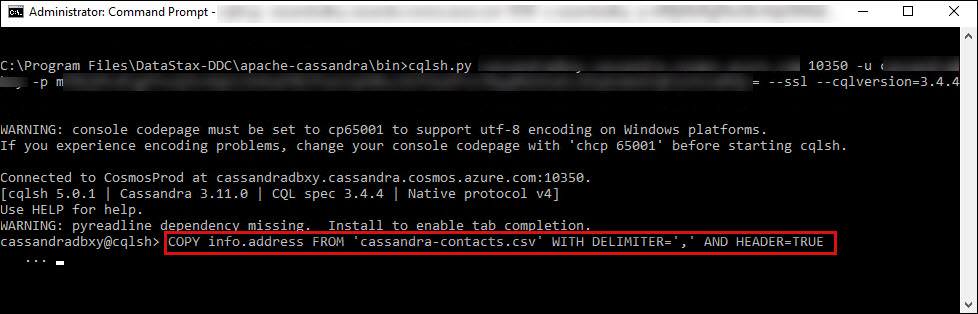 Administrator: Command Prompt -
C:\Program Files\DataStax-DDC\apache-cassandra\bin>cqlsh.py 10350 -u
-p m = --ssl --cqlversion=3.4.4
WARNING: console codepage must be set to cp65001 to support utf-8 encoding on Windows platforms.
If you experience encoding problems, change your console codepage with 'chcp 65001' before starting cqlsh.
Connected to CosmosProd at cassandradbxy.cassandra.cosmos.azure.com:10350.
[cqlsh 5.0.1 | Cassandra 3.11.0 | CQL spec 3.4.4 | Native protocol v4]
Use HELP for help.
WARNING: pyreadline dependency missing.  Install to enable tab completion.
cassandradbxy@cqlsh> COPY info.address FROM 'cassandra-contacts.csv' WITH DELIMITER=',' AND HEADER=TRUE
...